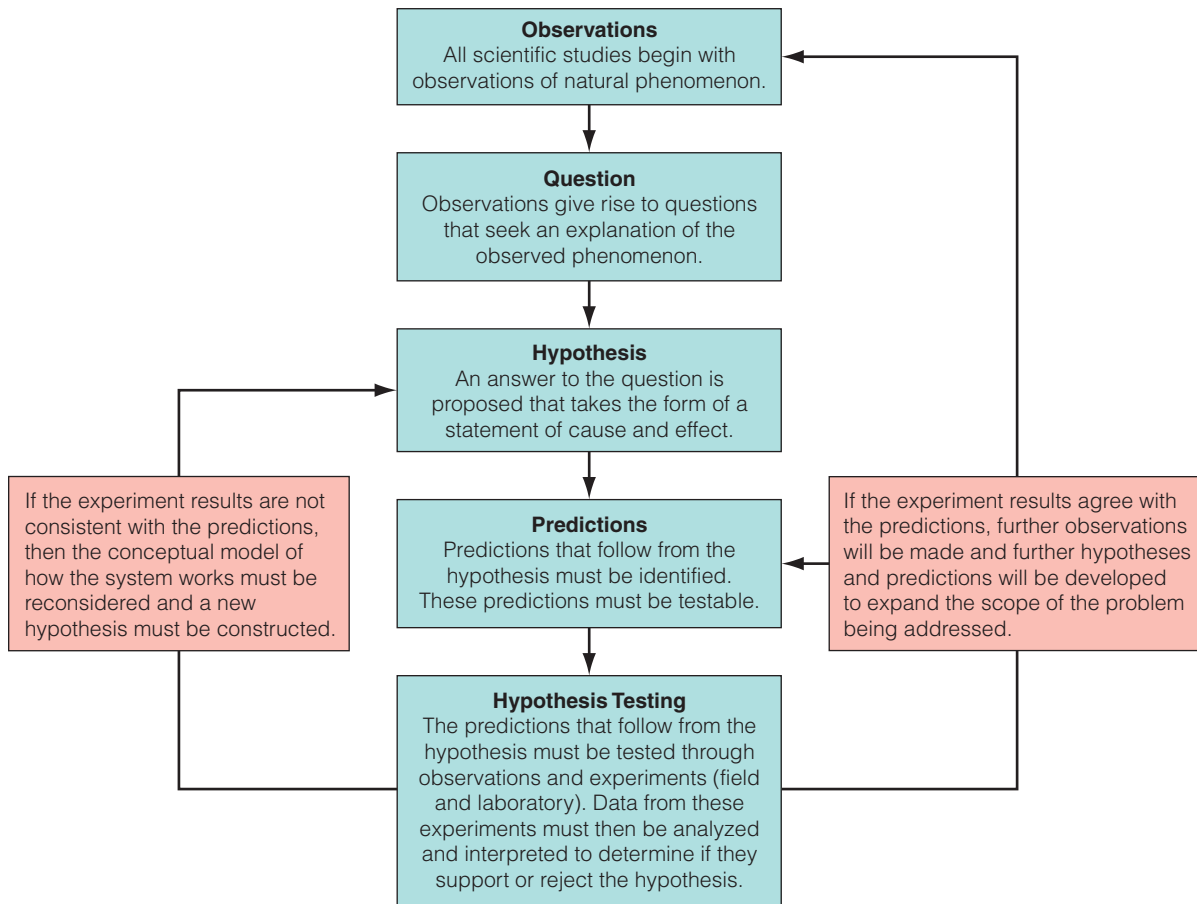 Observations
All scientific studies begin with
observations of natural phenomenon.
Question
Observations give rise to questions
that seek an explanation of the
observed phenomenon.
Hypothesis
An answer to the question is
proposed that takes the form of a
statement of cause and effect.
If the experiment results are not
consistent with the predictions,
then the conceptual model of
how the system works must be
reconsidered and a new
hypothesis must be constructed.
Predictions
Predictions that follow from the
hypothesis must be identified.
These predictions must be testable.
If the experiment results agree with
the predictions, further observations
will be made and further hypotheses
and predictions will be developed
to expand the scope of the problem
being addressed.
Hypothesis Testing
The predictions that follow from the
hypothesis must be tested through
observations and experiments (field
and laboratory). Data from these
experiments must then be analyzed
and interpreted to determine if they
support or reject the hypothesis.